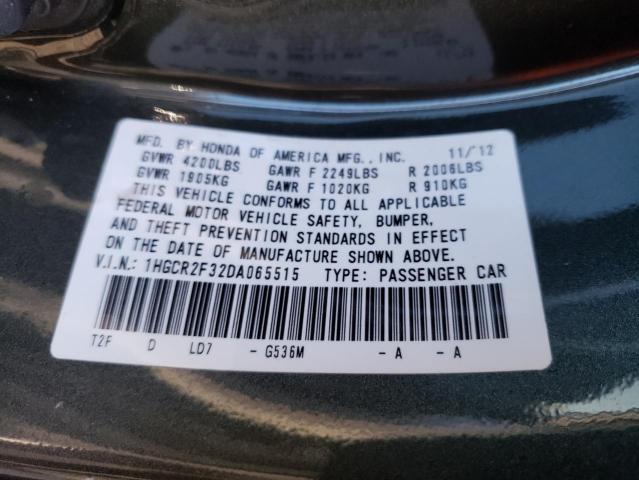 MFD. BY HONDA OF AMERICA MFG., INC. 11/12
GVWR 4200LBS GAWR F 2249LBS R 2006LBS
GVWR 1905KG GAWR F 1020KG R 910KG
THIS VEHICLE CONFORMS TO ALL APPLICABLE
FEDERAL MOTOR VEHICLE SAFETY, BUMPER,
AND THEFT PREVENTION STANDARDS IN EFFECT
ON THE DATE OF MANUFACTURE SHOWN ABOVE.
V.I.N.: 1HGCR2F32DA065515 TYPE: PASSENGER CAR
T2F D LD7 - G536M - A - A